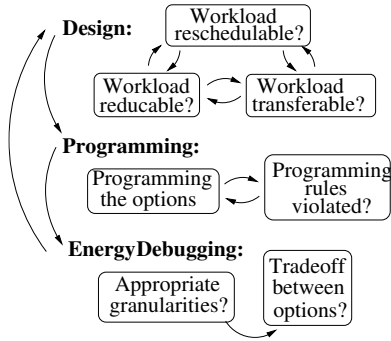 Design:
Workload
reschedulable?
Workload
reducable?
Workload
transferable?
Programming:
Programming
the options
Programming
rules
violated?
EnergyDebugging:
Appropriate
granularities?
Tradeoff
between
options?